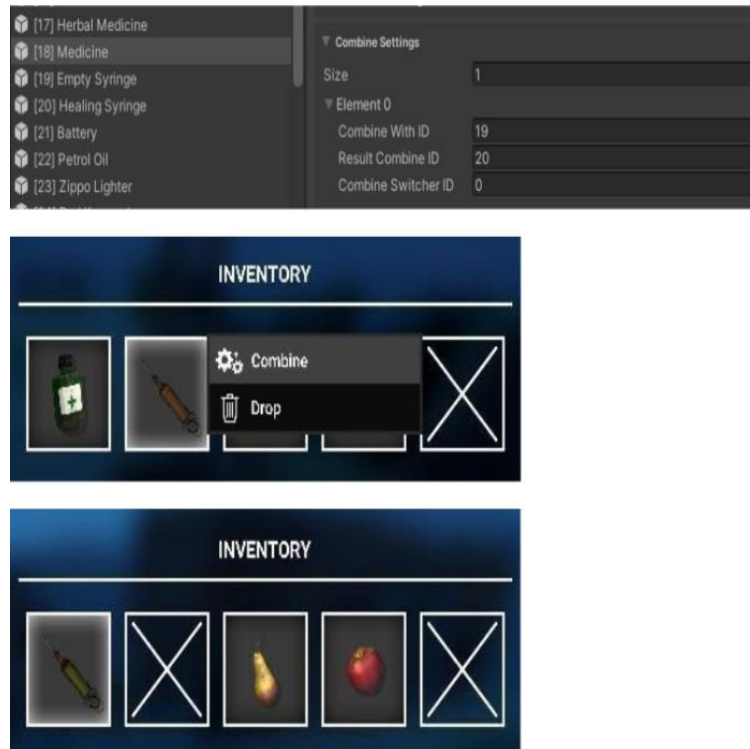 [17] Herbal Medicine
[18] Medicine
[19] Empty Syringe
[20] Healing Syringe
[21] Battery
[22] Petrol Oil
[23] Zippo Lighter
Combine Settings
Size 1
Element 0
Combine With ID 19
Result Combine ID 20
Combine Switcher ID 0
INVENTORY
Combine
Drop
INVENTORY